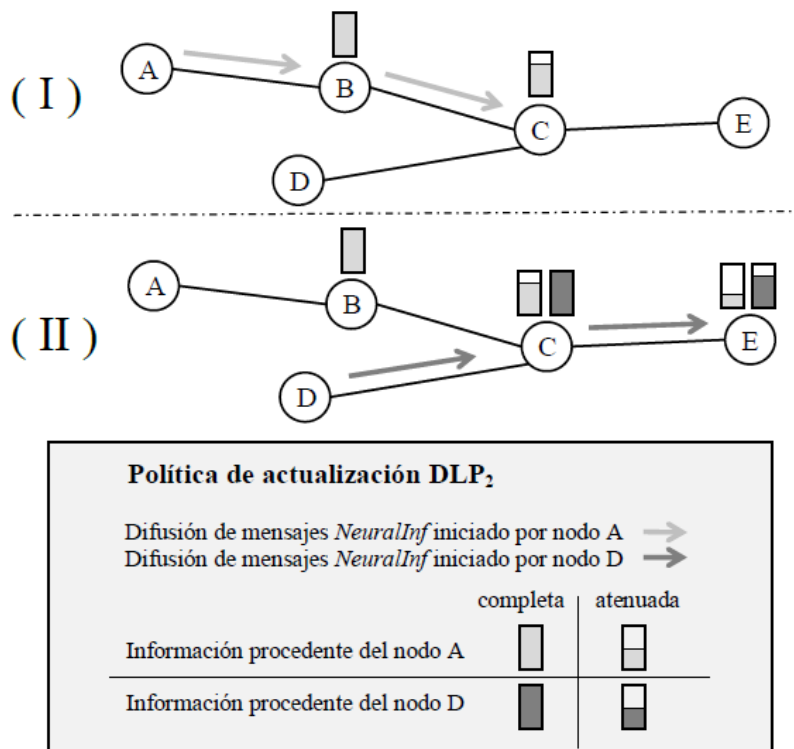 A
B
( I )
C
E
D
A
B
( II )
C
E
D
Política de actualización DLP₂
Difusión de mensajes NeuralInf iniciado por nodo A
Difusión de mensajes NeuralInf iniciado por nodo D
completa atenuada
Información procedente del nodo A
Información procedente del nodo D